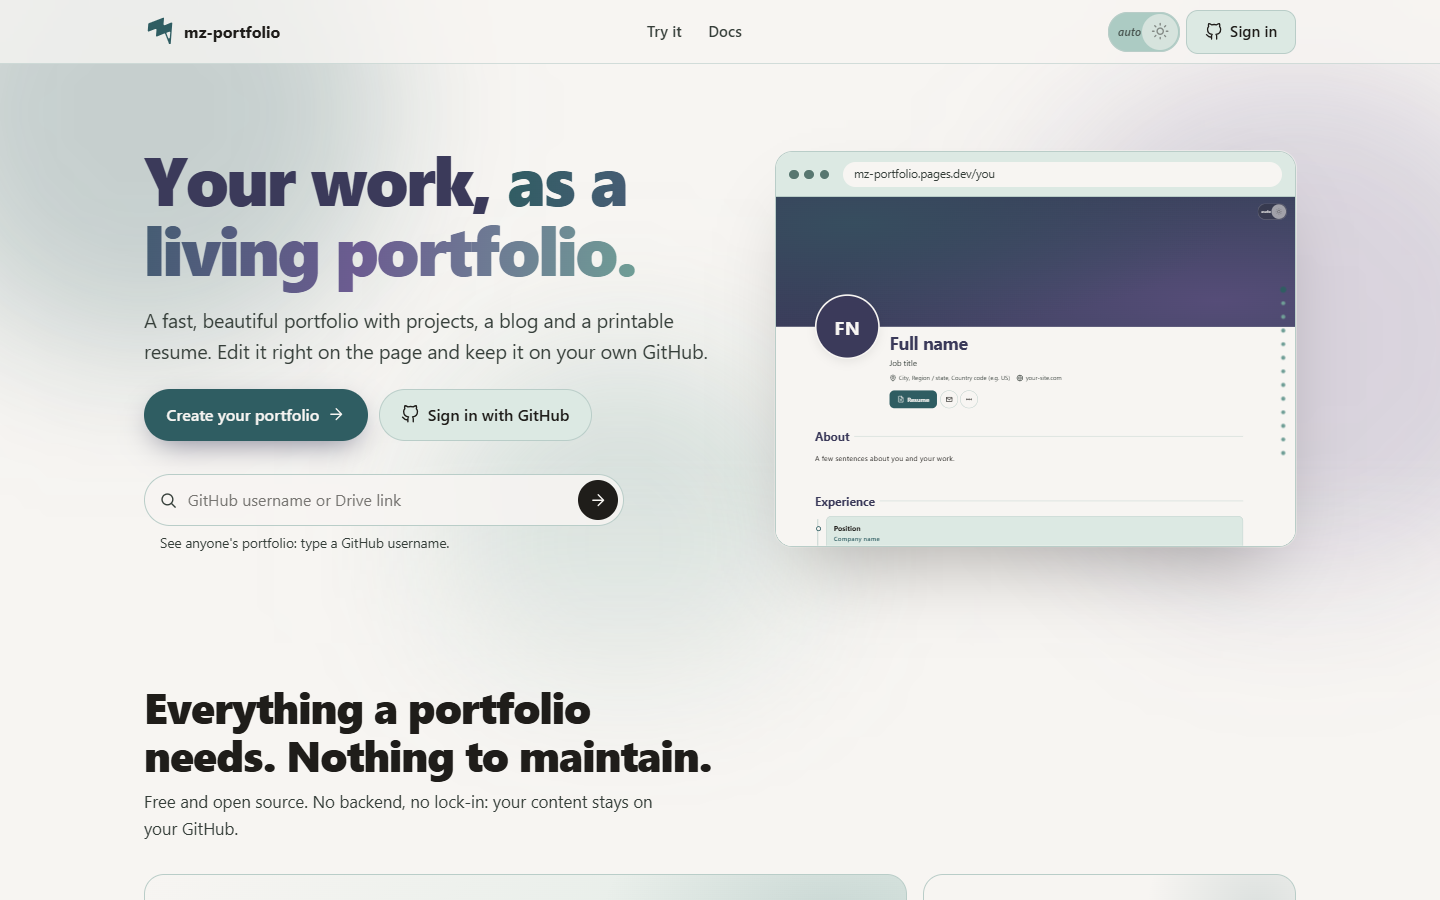 mz-portfolio
Try it
Docs
auto
Sign in
Your work, as a
living portfolio.
A fast, beautiful portfolio with projects, a blog and a printable
resume. Edit it right on the page and keep it on your own GitHub.
Create your portfolio
Sign in with GitHub
GitHub username or Drive link
See anyone's portfolio: type a GitHub username.
mz-portfolio.pages.dev/you
FN
Full name
Job title
City, Region / state, Country code (e.g. US)
your-site.com
Resume
About
A few sentences about you and your work.
Experience
Position
Company name
Everything a portfolio
needs. Nothing to maintain.
Free and open source. No backend, no lock-in: your content stays on
your GitHub.